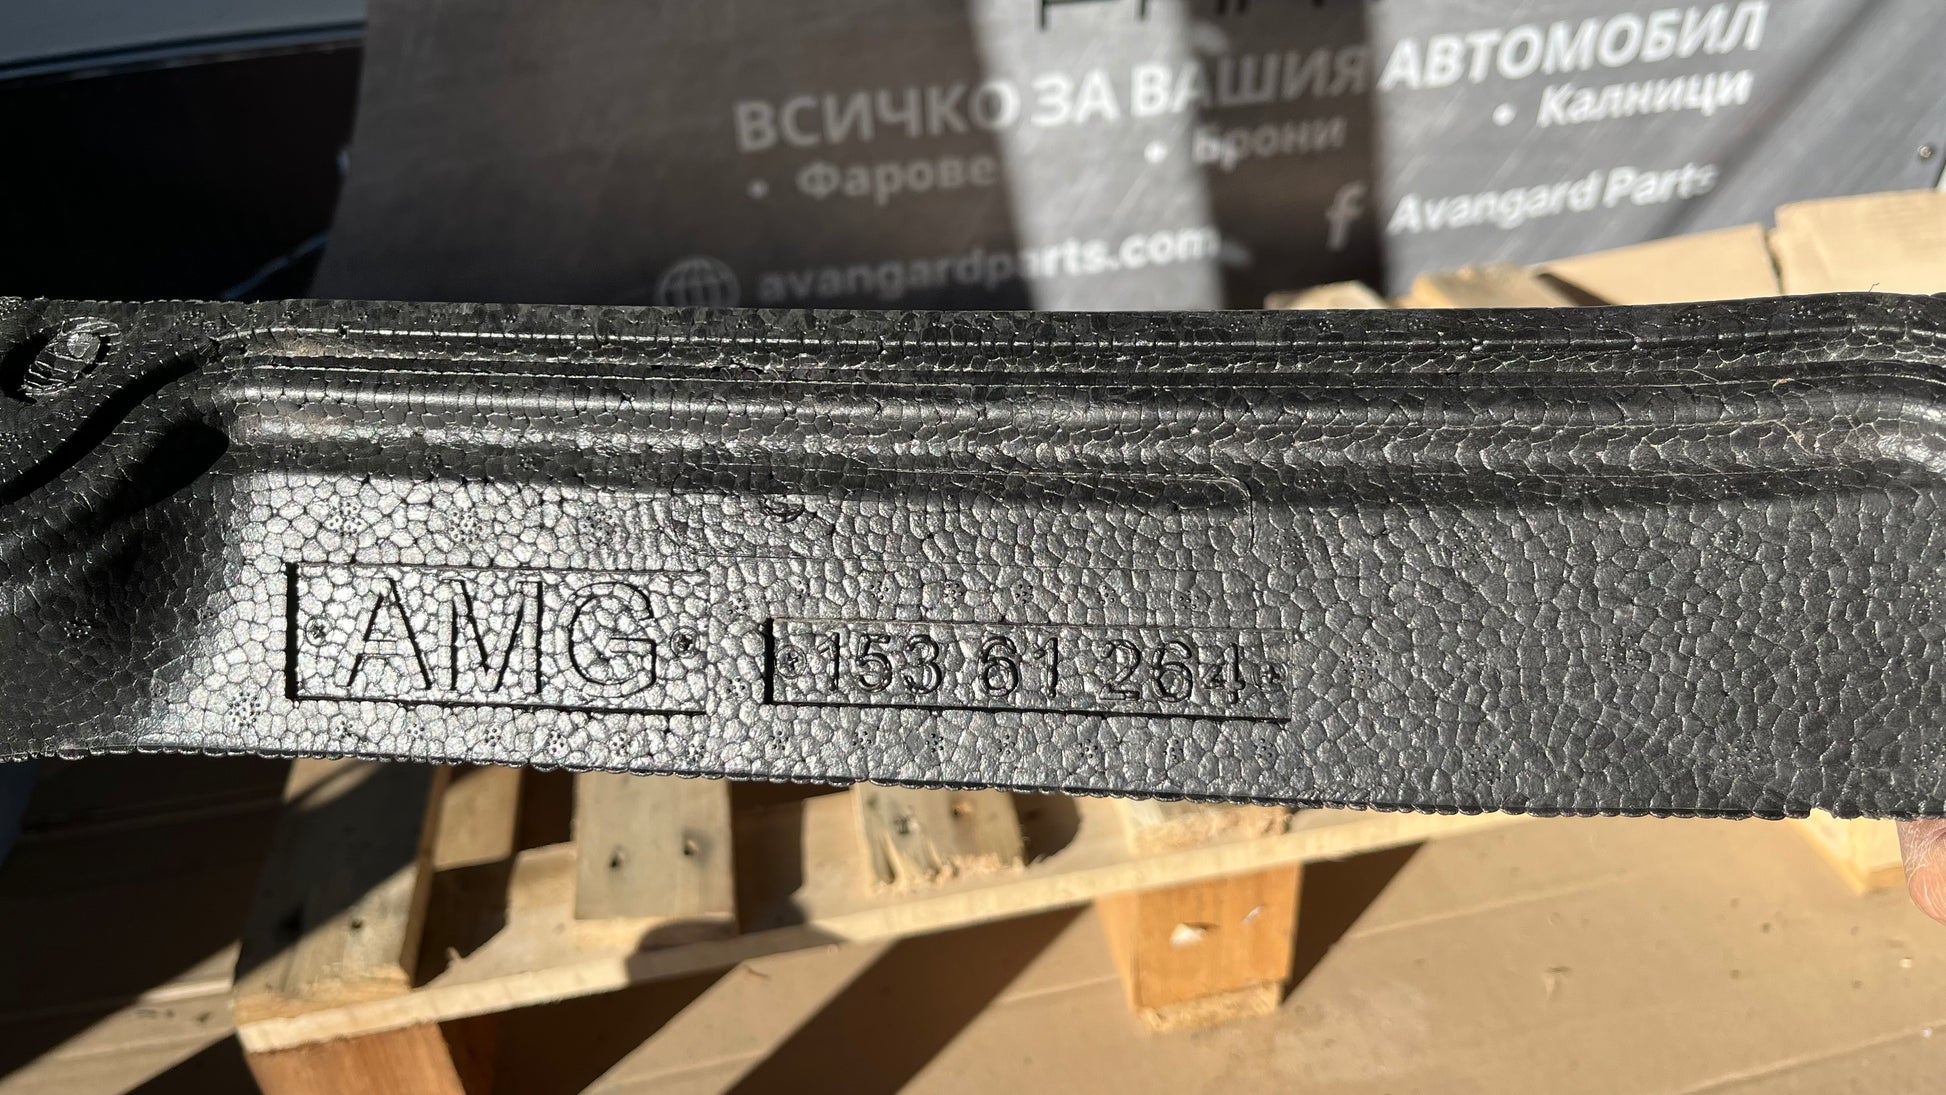 ВСИЧКО ЗА ВАШИЯ АВТОМОБИЛ
• Фарове • Брони • Калници
avangardparts.com f Avangard Parts
AMG
153 61 264